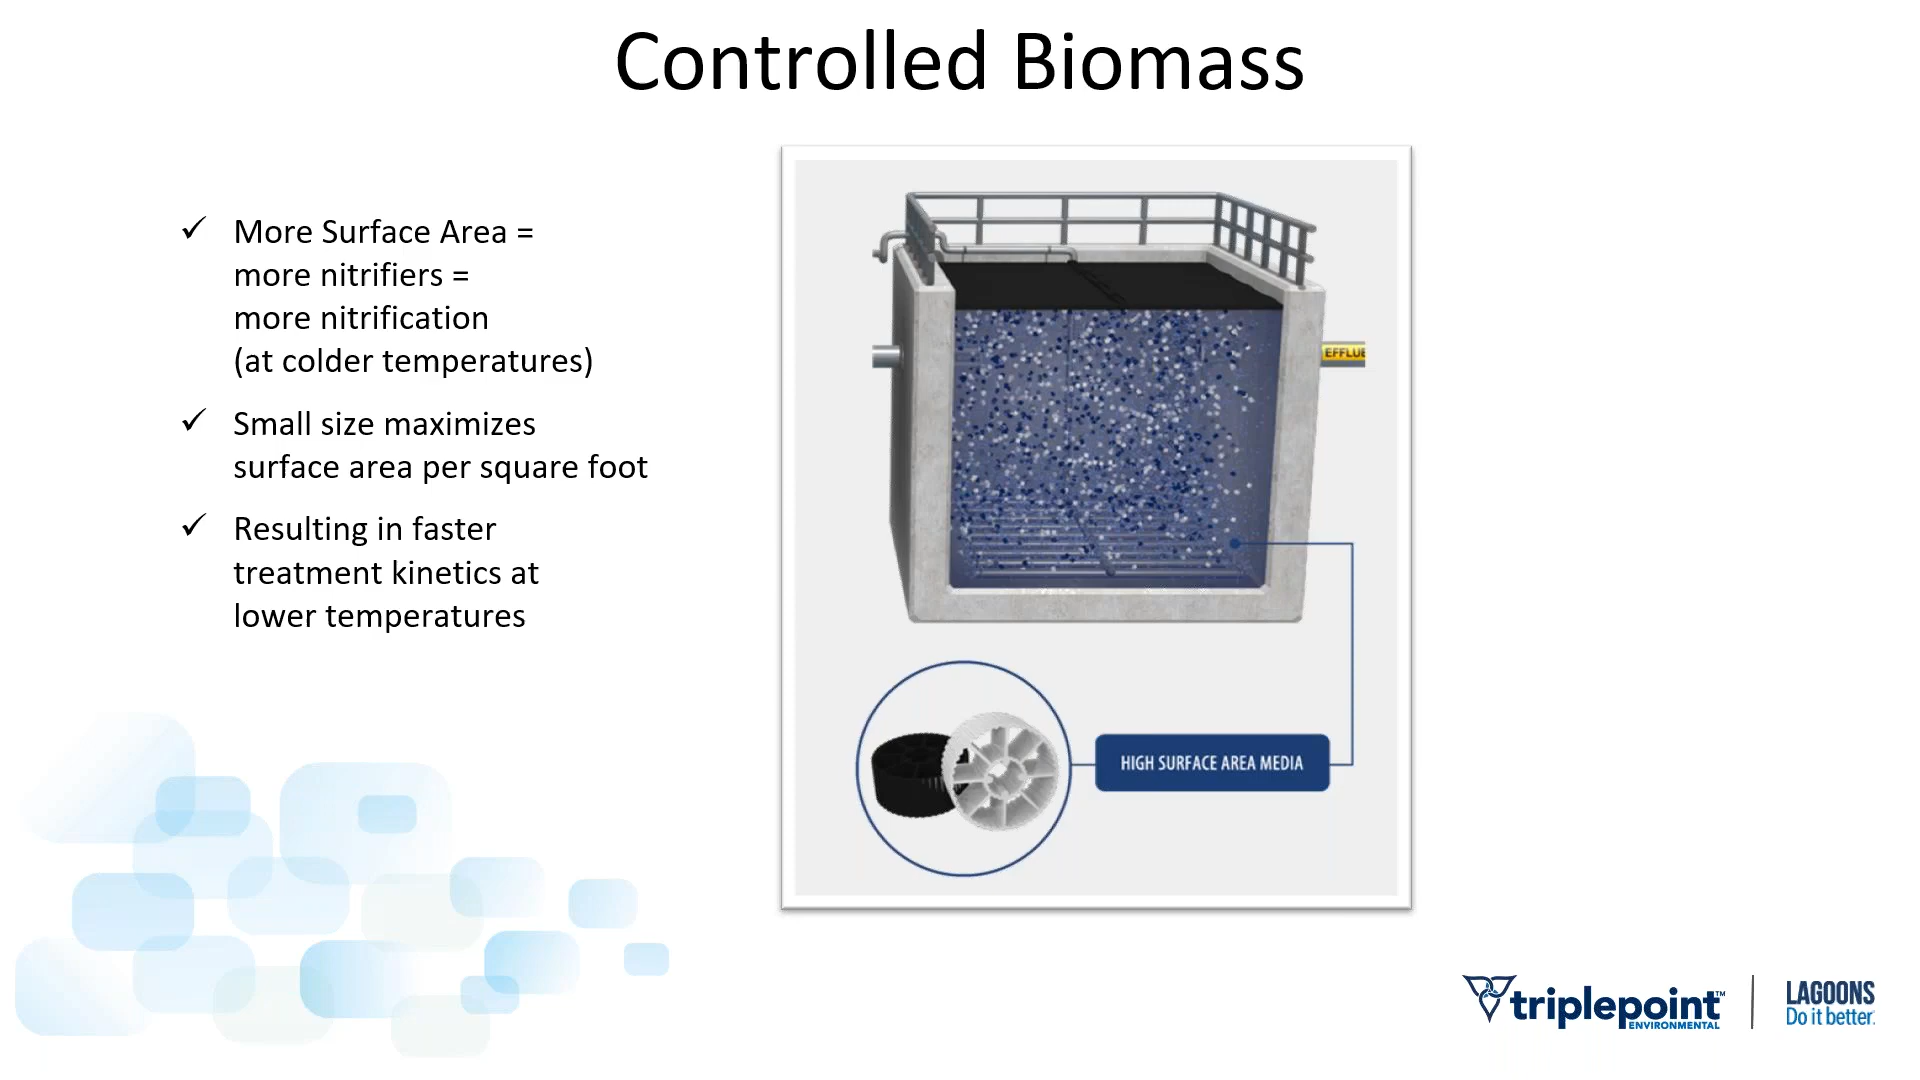 Controlled Biomass
✓ More Surface Area =
more nitrifiers =
more nitrification
(at colder temperatures)
✓ Small size maximizes
surface area per square foot
✓ Resulting in faster
treatment kinetics at
lower temperatures
EFFLUE
HIGH SURFACE AREA MEDIA
triplepoint™
ENVIRONMENTAL
LAGOONS
Do it better.